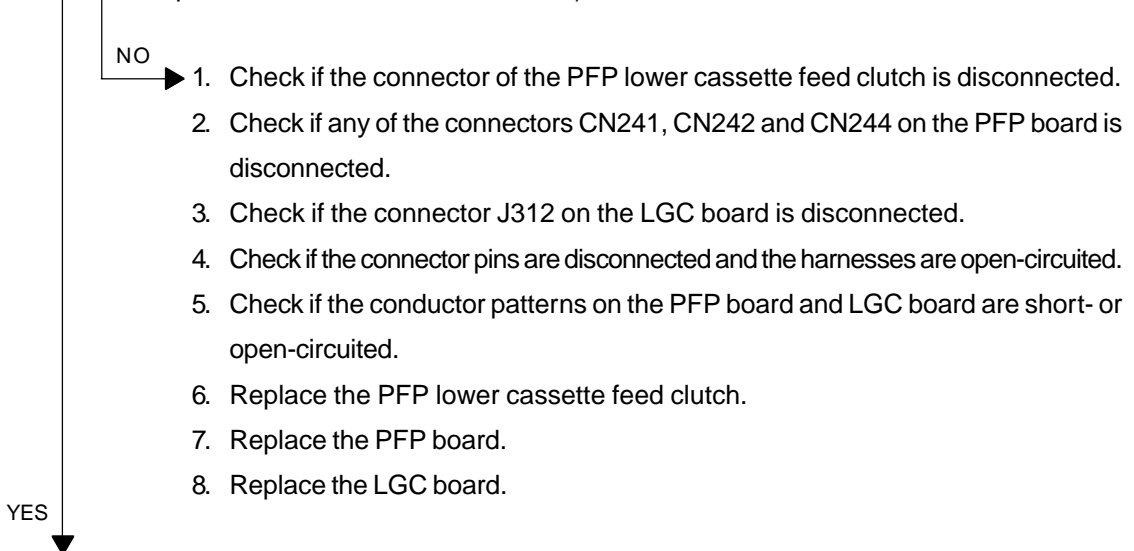 NO
1. Check if the connector of the PFP lower cassette feed clutch is disconnected.
2. Check if any of the connectors CN241, CN242 and CN244 on the PFP board is
disconnected.
3. Check if the connector J312 on the LGC board is disconnected.
4. Check if the connector pins are disconnected and the harnesses are open-circuited.
5. Check if the conductor patterns on the PFP board and LGC board are short- or
open-circuited.
6. Replace the PFP lower cassette feed clutch.
7. Replace the PFP board.
8. Replace the LGC board.
YES